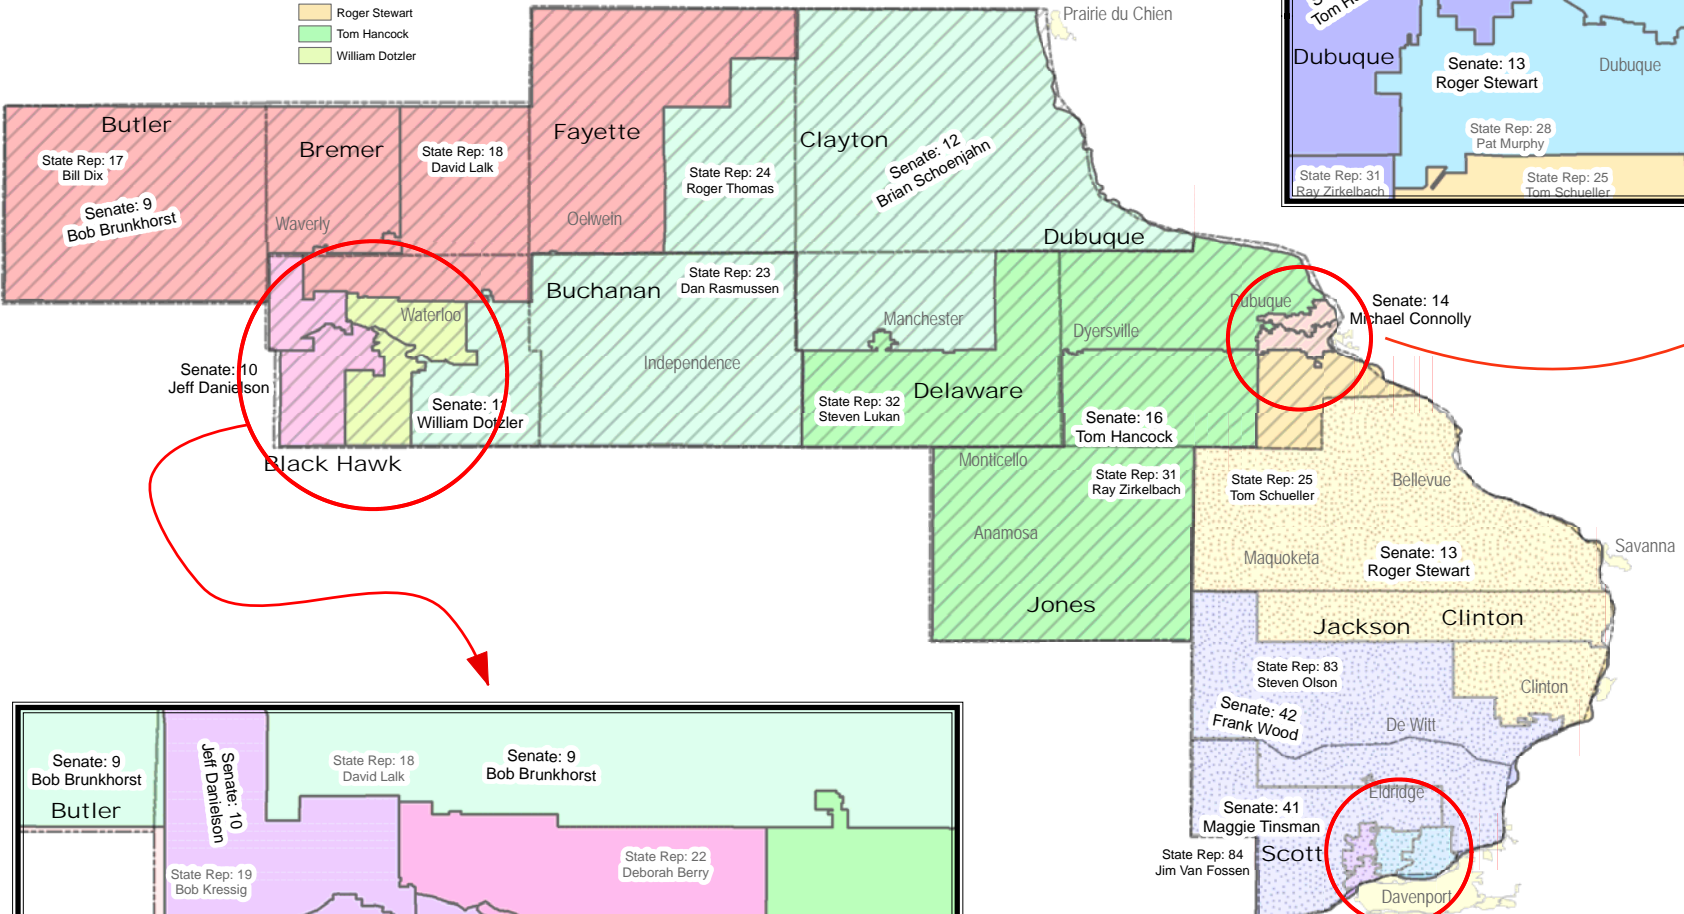 Roger Stewart
Tom Hancock
William Dotzler
Prairie du Chien
Butler
State Rep: 17
Bill Dix
Senate: 9
Bob Brunkhorst
Bremer
Waverly
State Rep: 18
David Lalk
Fayette
Oelwein
State Rep: 24
Roger Thomas
Clayton
Senate: 12
Brian Schoenjahn
Dubuque
Buchanan
State Rep: 23
Dan Rasmussen
Waterloo
Independence
Manchester
Dyersville
Dubuque
Senate: 14
Michael Connolly
Senate: 10
Jeff Danielson
Senate: 11
William Dotzler
Black Hawk
State Rep: 32
Steven Lukan
Delaware
Senate: 16
Tom Hancock
Monticello
State Rep: 31
Ray Zirkelbach
Anamosa
Jones
State Rep: 25
Tom Schueller
Bellevue
Maquoketa
Senate: 13
Roger Stewart
Savanna
Jackson
Clinton
State Rep: 83
Steven Olson
Clinton
Senate: 42
Frank Wood
De Witt
Eldridge
Senate: 41
Maggie Tinsman
State Rep: 84
Jim Van Fossen
Scott
Davenport
Dubuque
Senate: 13
Roger Stewart
Dubuque
State Rep: 28
Pat Murphy
State Rep: 31
Ray Zirkelbach
State Rep: 25
Tom Schueller
Senate: 9
Bob Brunkhorst
Butler
Senate: 10
Jeff Danielson
State Rep: 18
David Lalk
Senate: 9
Bob Brunkhorst
State Rep: 19
Bob Kressig
State Rep: 22
Deborah Berry